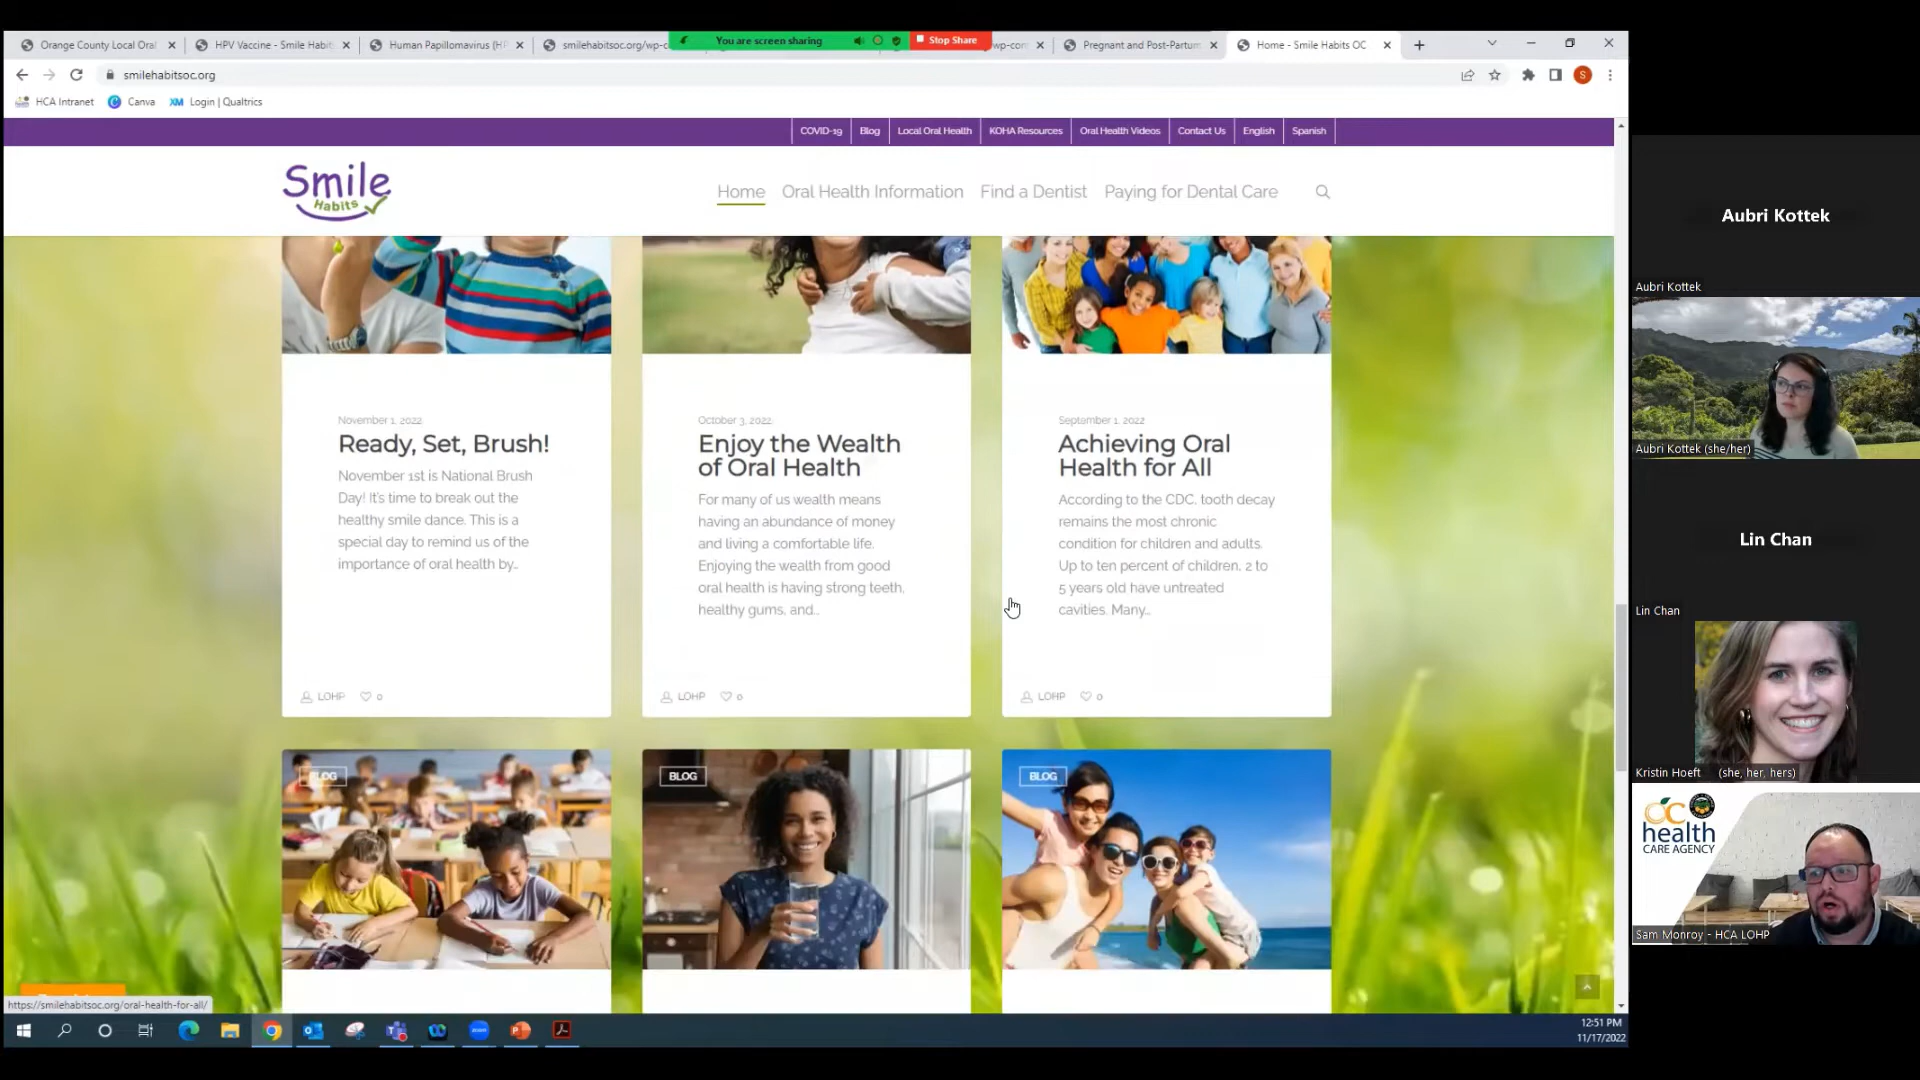 Orange County Local Oral
HPV Vaccine - Smile Habit
Human Papillomavirus (HP
smilehabitsoc.org/wp-c
You are screen sharing
Stop Share
wp-con
Pregnant and Post-Partum
Home - Smile Habits OC
smilehabitsoc.org
S
HCA Intranet
Canva
XM Login | Qualtrics
COVID-19
Blog
Local Oral Health
KOHA Resources
Oral Health Videos
Contact Us
English
Spanish
Smile
Habits
Home
Oral Health Information
Find a Dentist
Paying for Dental Care
November 1, 2022
Ready, Set, Brush!
November 1st is National Brush
Day! It's time to break out the
healthy smile dance. This is a
special day to remind us of the
importance of oral health by…
LOHP 0
October 3, 2022
Enjoy the Wealth
of Oral Health
For many of us wealth means
having an abundance of money
and living a comfortable life.
Enjoying the wealth from good
oral health is having strong teeth,
healthy gums, and…
LOHP 0
September 1, 2022
Achieving Oral
Health for All
According to the CDC, tooth decay
remains the most chronic
condition for children and adults.
Up to ten percent of children, 2 to
5 years old have untreated
cavities. Many…
LOHP 0
BLOG
BLOG
BLOG
https://smilehabitsoc.org/oral-health-for-all/
12:51 PM
11/17/2022
Aubri Kottek
Aubri Kottek
Aubri Kottek (she/her)
Lin Chan
Lin Chan
Kristin Hoeft (she, her, hers)
OC
health
CARE AGENCY
Sam Monroy - HCA LOHP